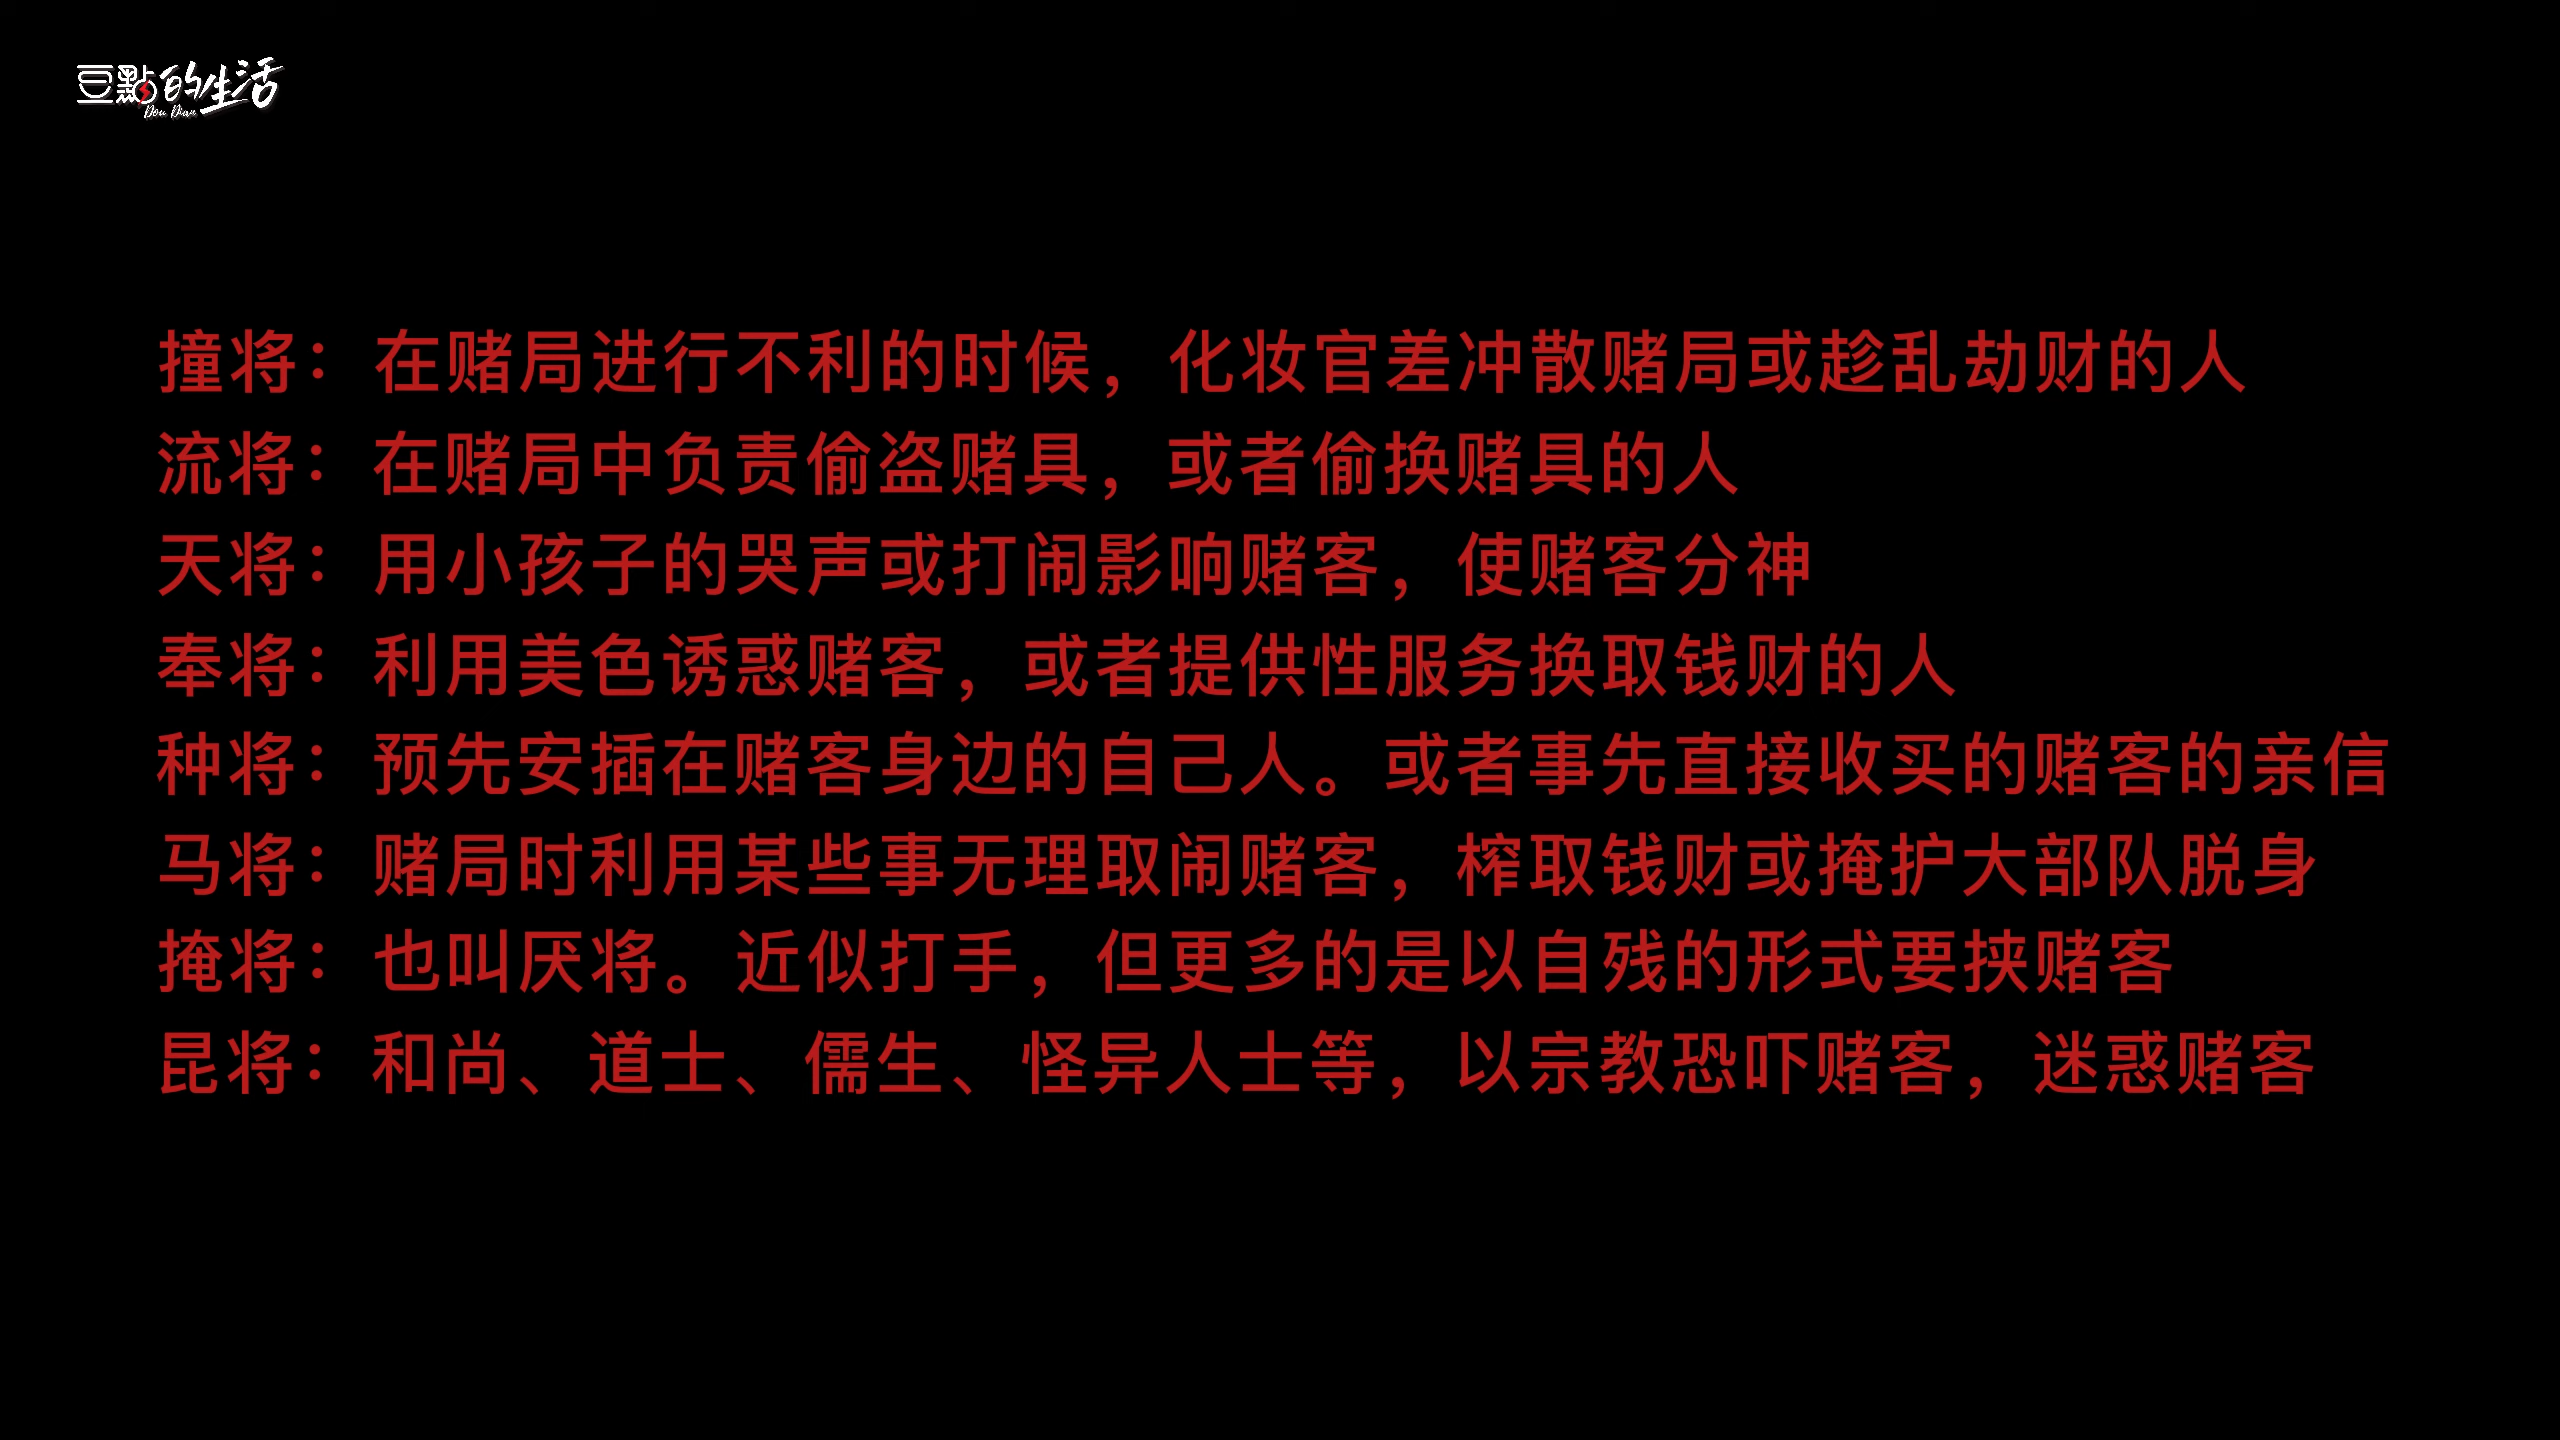 豆點的生活
Dou Dian
撞将：在赌局进行不利的时候，化妆官差冲散赌局或趁乱劫财的人
流将：在赌局中负责偷盗赌具，或者偷换赌具的人
天将：用小孩子的哭声或打闹影响赌客，使赌客分神
奉将：利用美色诱惑赌客，或者提供性服务换取钱财的人
种将：预先安插在赌客身边的自己人。或者事先直接收买的赌客的亲信
马将：赌局时利用某些事无理取闹赌客，榨取钱财或掩护大部队脱身
掩将：也叫厌将。近似打手，但更多的是以自残的形式要挟赌客
昆将：和尚、道士、儒生、怪异人士等，以宗教恐吓赌客，迷惑赌客